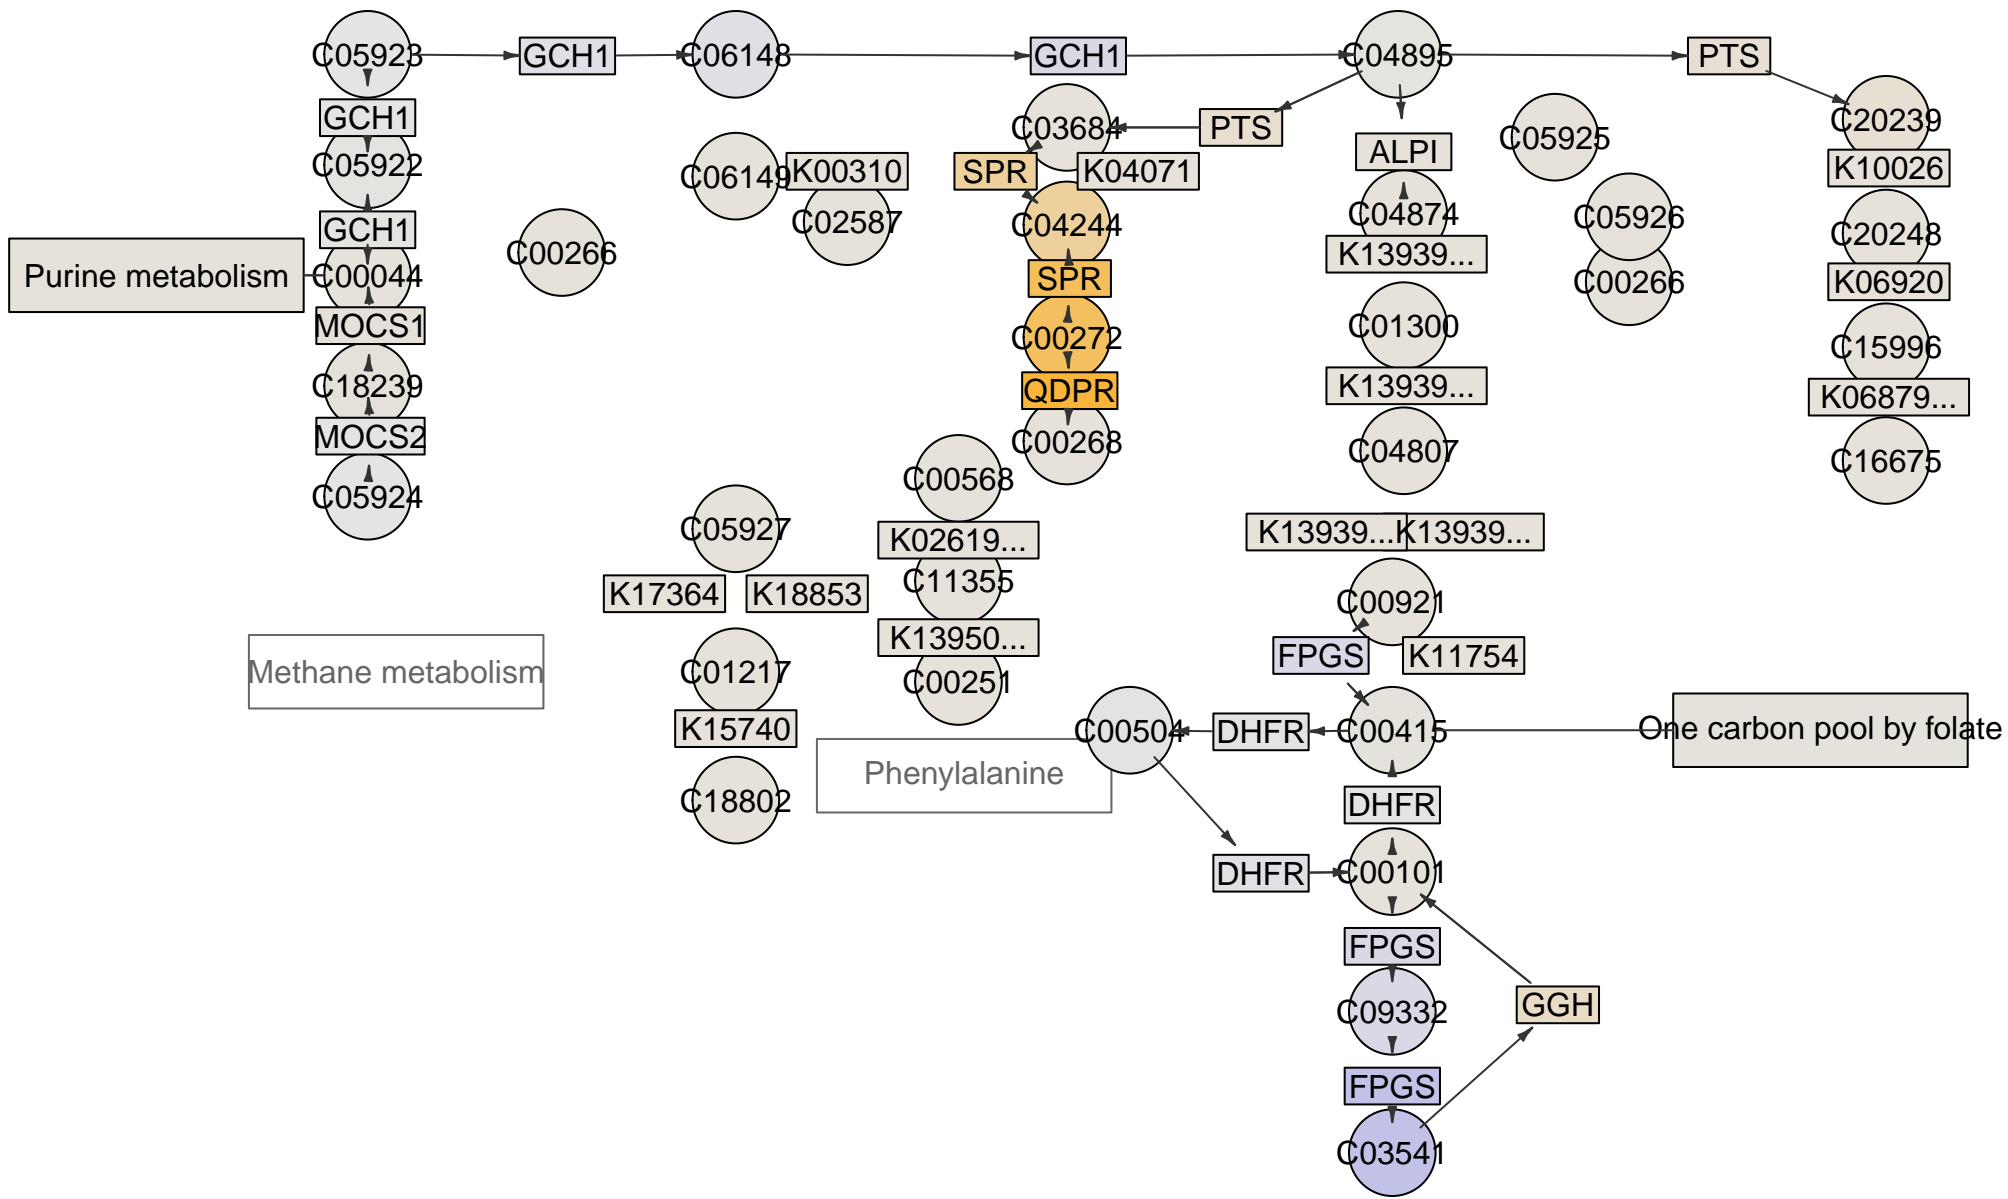 C05923
GCH1
C06148
GCH1
C04895
PTS
GCH1
C03684
PTS
C20239
C05922
C06149
K00310
SPR
K04071
ALPI
C05925
K10026
GCH1
C00266
C02587
C04244
C04874
C05926
C20248
Purine metabolism
C00044
SPR
K13939...
C00266
K06920
MOCS1
C00272
C01300
C15996
C18239
QDPR
K13939...
K06879...
MOCS2
C00268
C04807
C16675
C05924
C00568
C05927
K02619...
K13939...
K13939...
K17364
K18853
C11355
C00921
Methane metabolism
C01217
K13950...
FPGS
K11754
C00251
K15740
C00504
DHFR
C00415
One carbon pool by folate
Phenylalanine
C18802
DHFR
DHFR
C00101
FPGS
C09332
GGH
FPGS
C03541